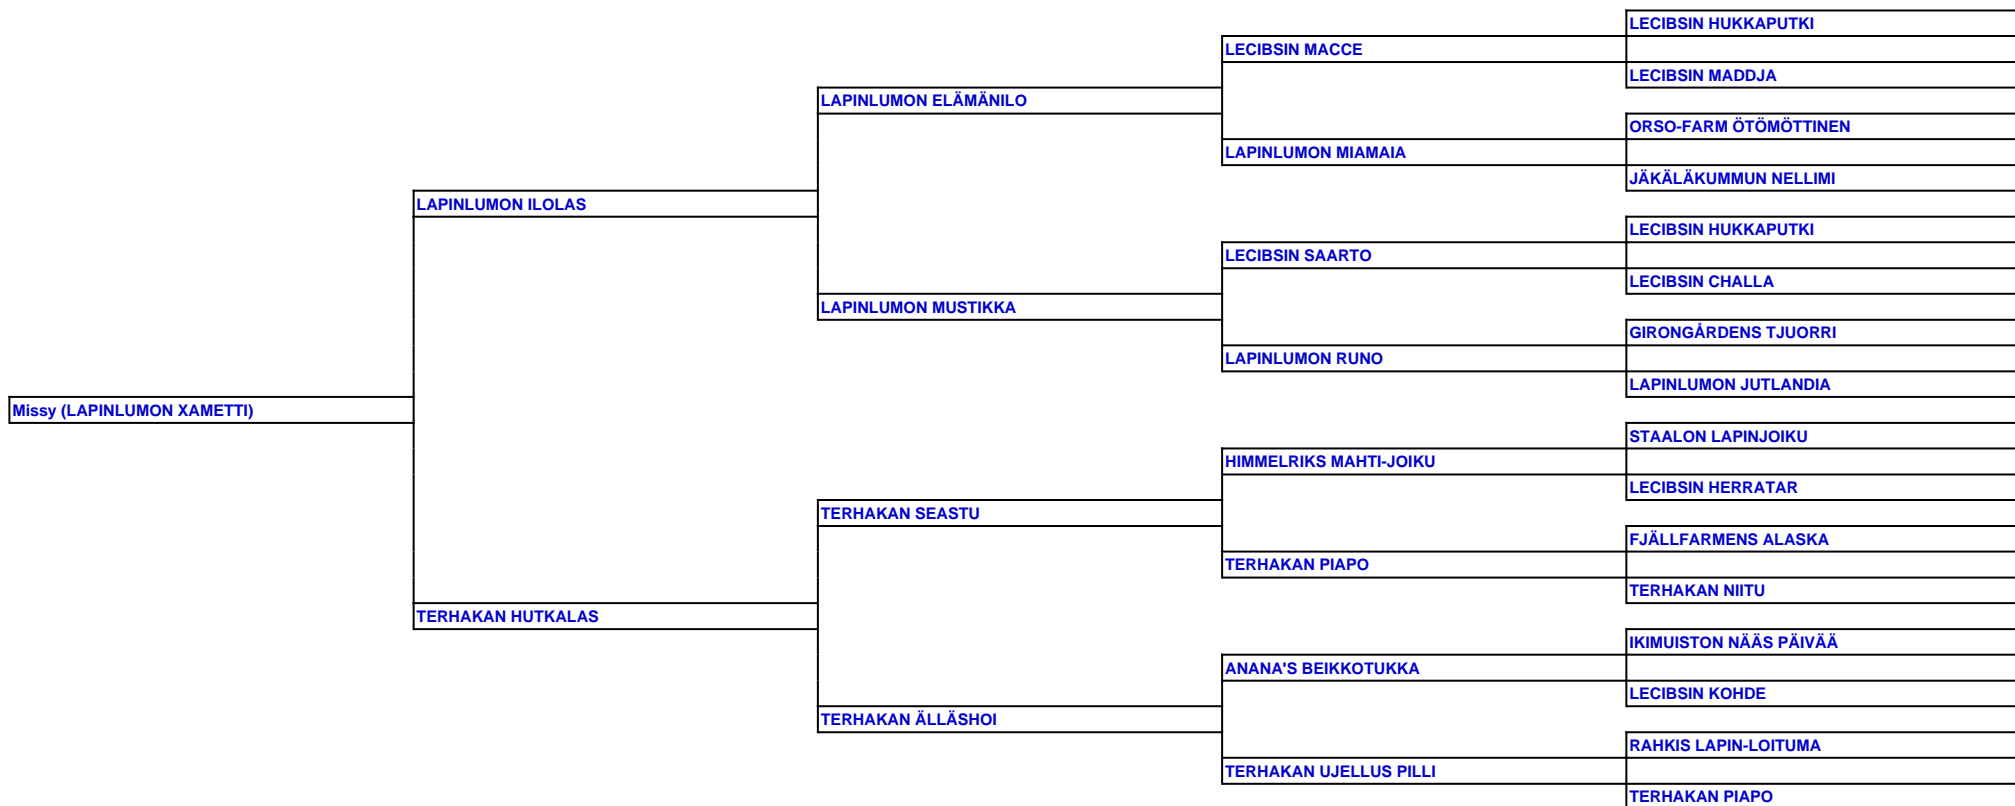 LECIBSIN HUKKAPUTKI
LECIBSIN MACCE
LECIBSIN MADDJA
LAPINLUMON ELÄMÄNILO
ORSO-FARM ÖTÖMÖTTINEN
LAPINLUMON MIAMAIA
JÄKÄLÄKUMMUN NELLIMI
LAPINLUMON ILOLAS
LECIBSIN HUKKAPUTKI
LECIBSIN SAARTO
LECIBSIN CHALLA
LAPINLUMON MUSTIKKA
GIRONGÅRDENS TJUORRI
LAPINLUMON RUNO
LAPINLUMON JUTLANDIA
Missy (LAPINLUMON XAMETTI)
STAALON LAPINJOIKU
HIMMELRIKS MAHTI-JOIKU
LECIBSIN HERRATAR
TERHAKAN SEASTU
FJÄLLFARMENS ALASKA
TERHAKAN PIAPO
TERHAKAN NIITU
TERHAKAN HUTKALAS
IKIMUISTON NÄÄS PÄIVÄÄ
ANANA'S BEIKKOTUKKA
LECIBSIN KOHDE
TERHAKAN ÄLLÄSHOI
RAHKIS LAPIN-LOITUMA
TERHAKAN UJELLUS PILLI
TERHAKAN PIAPO